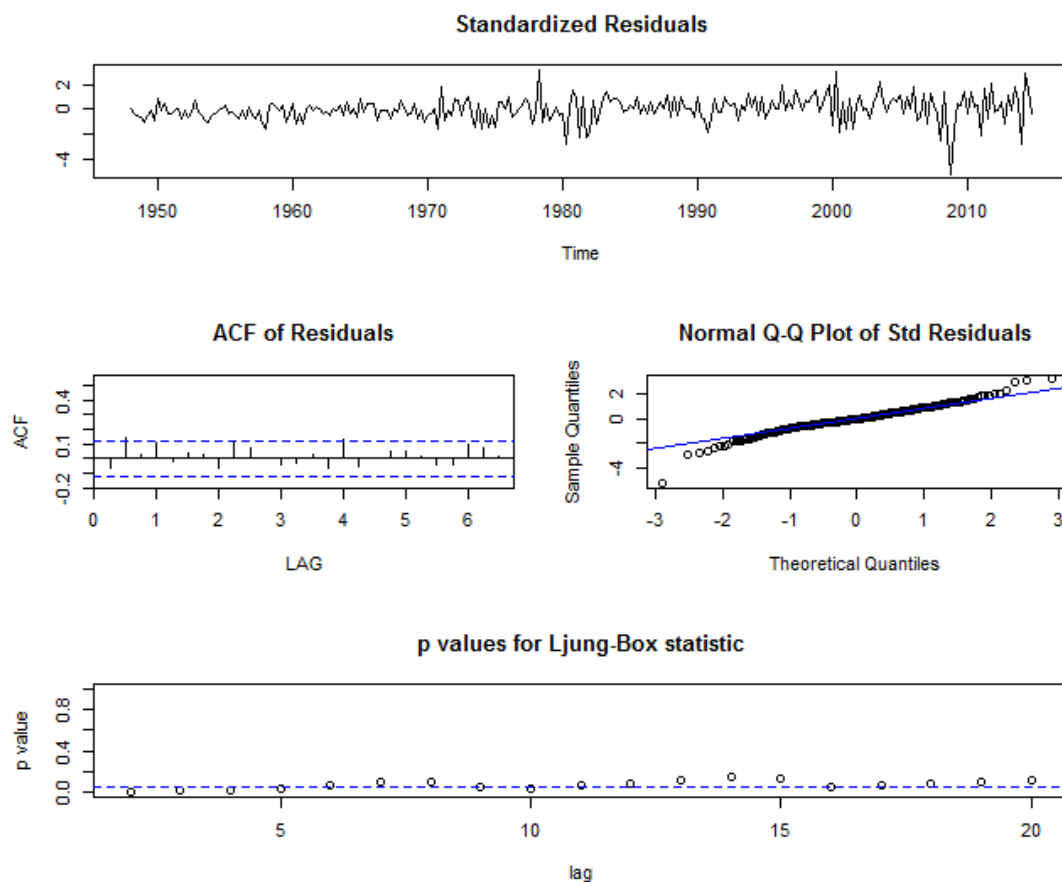 Standardized Residuals
2
0
-4
1950 1960 1970 1980 1990 2000 2010
Time
ACF of Residuals
ACF
0.4
0.1
-0.2
0 1 2 3 4 5 6
LAG
Normal Q-Q Plot of Std Residuals
Sample Quantiles
2
0
-4
-3 -2 -1 0 1 2 3
Theoretical Quantiles
p values for Ljung-Box statistic
p value
0.8
0.4
0.0
5 10 15 20
lag